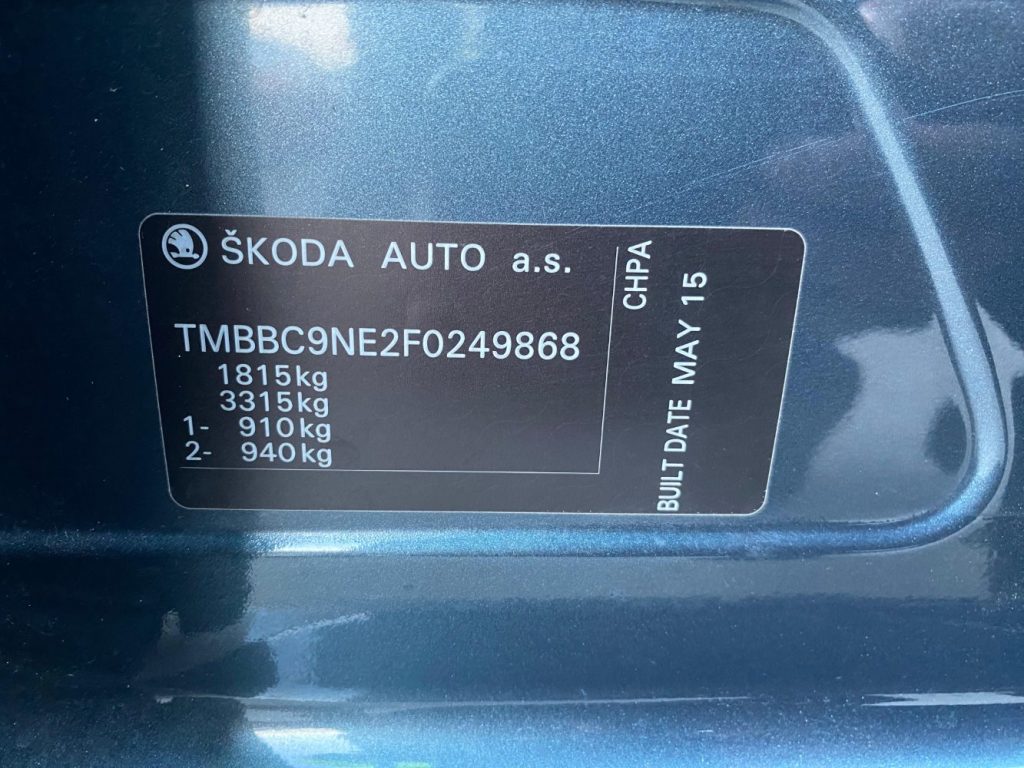 ŠKODA AUTO a.s.
TMBBC9NE2F0249868
1815kg
3315kg
1- 910kg
2- 940kg
CHPA
BUILT DATE MAY 15